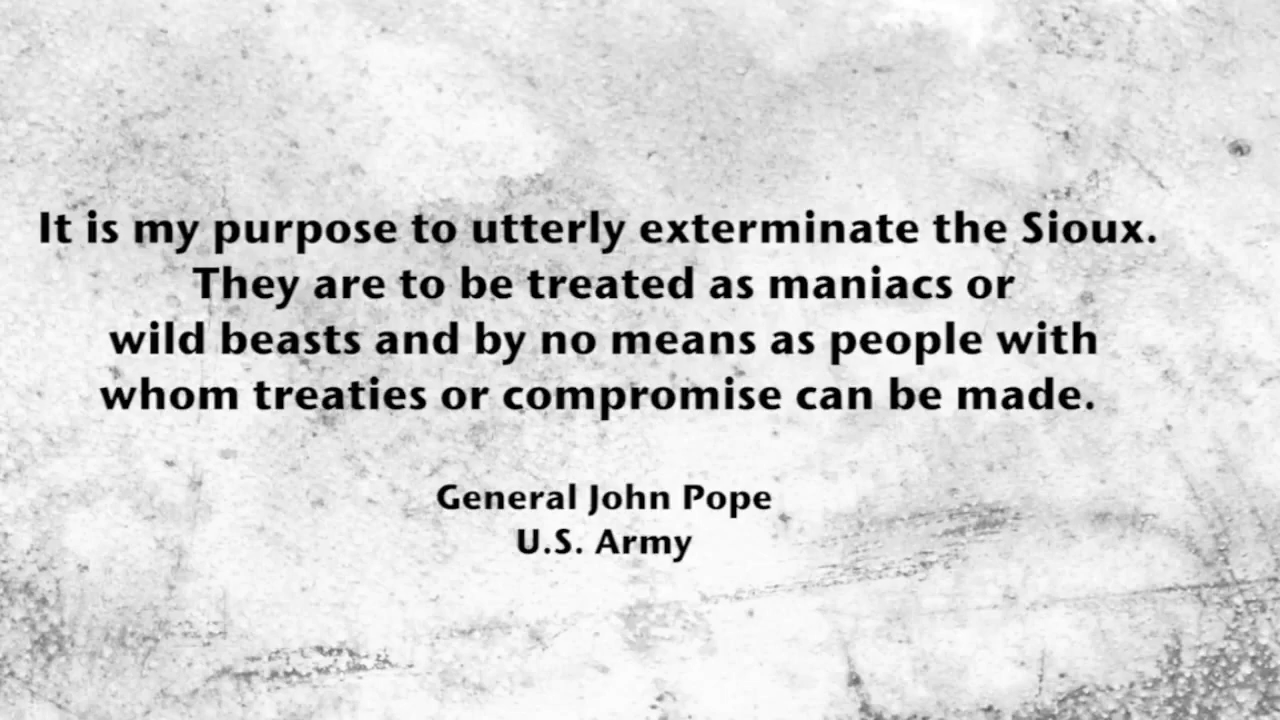 It is my purpose to utterly exterminate the Sioux.
They are to be treated as maniacs or
wild beasts and by no means as people with
whom treaties or compromise can be made.
General John Pope
U.S. Army